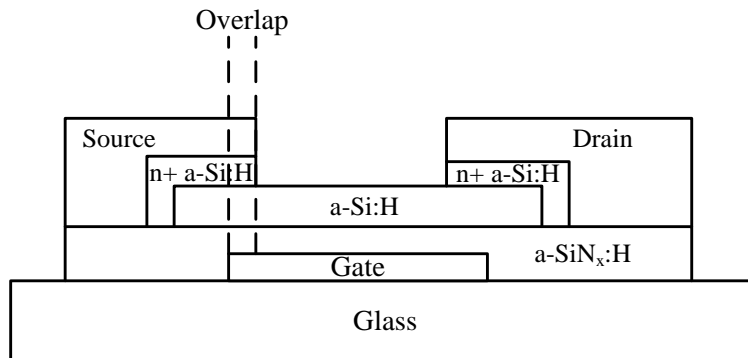 Overlap
Source
Drain
n+ a-Si:H
n+ a-Si:H
a-Si:H
a-SiNₓ:H
Gate
Glass